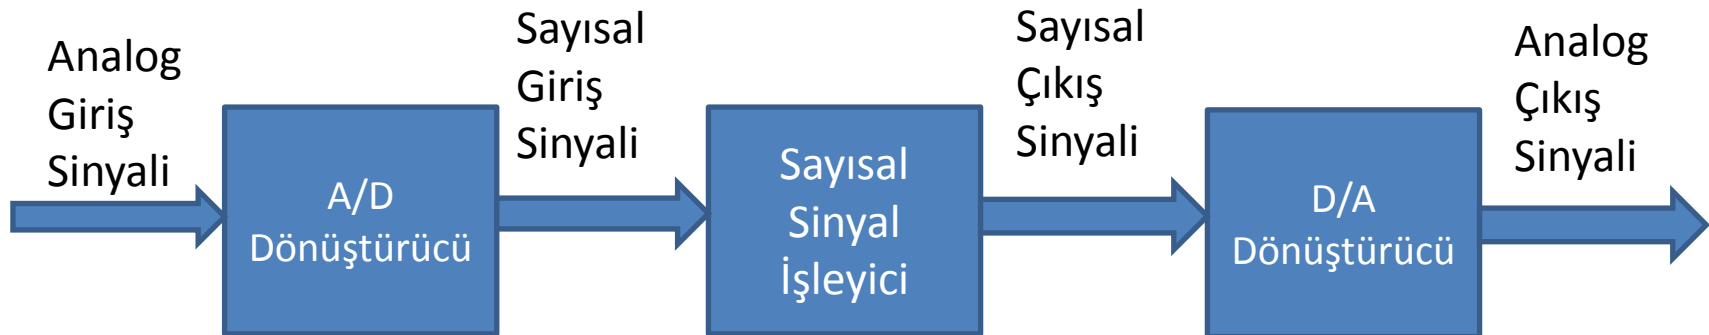 Analog
Giriş
Sinyali
A/D
Dönüştürücü
Sayısal
Giriş
Sinyali
Sayısal
Sinyal
İşleyici
Sayısal
Çıkış
Sinyali
D/A
Dönüştürücü
Analog
Çıkış
Sinyali